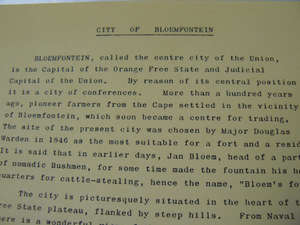 CITY OF BLOEMFONTEIN
BLOEMFONTEIN, called the centre city of the Union,
is the Capital of the Orange Free State and Judicial
Capital of the Union. By reason of its central position
it is a city of conferences. More than a hundred years
ago, pioneer farmers from the Cape settled in the vicinity
of Bloemfontein, which soon became a centre for trading.
The site of the present city was chosen by Major Douglas
Warden in 1846 as the most suitable for a fort and a resid
It is said that in earlier days, Jan Bloem, head of a part
of nomadic Bushmen, for some time made the fountain his he
quarters for cattle-stealing, hence the name, "Bloem's fo
The city is picturesquely situated in the heart of t
Free State plateau, flanked by steep hills. From Naval
there is a wonderful